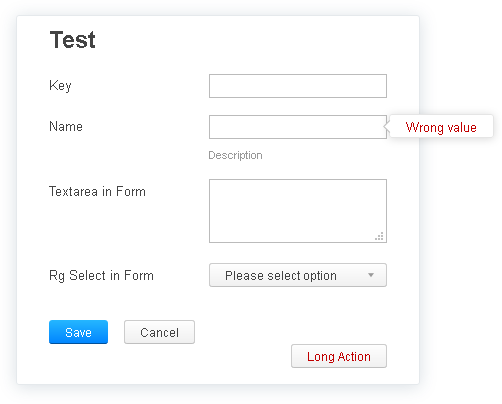 Test
Key
Name
Wrong value
Description
Textarea in Form
Rg Select in Form
Please select option
Save
Cancel
Long Action